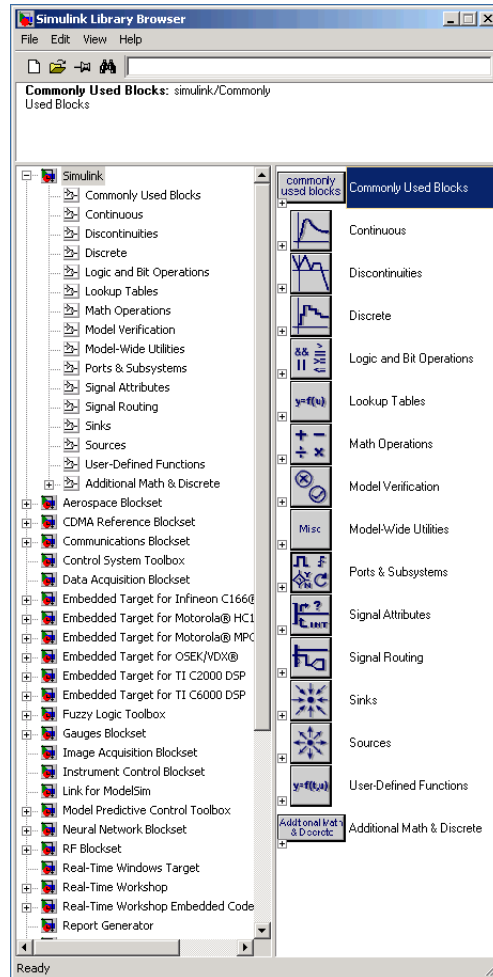 Simulink Library Browser
File Edit View Help
Commonly Used Blocks: simulink/Commonly
Used Blocks
Simulink
Commonly Used Blocks
Continuous
Discontinuities
Discrete
Logic and Bit Operations
Lookup Tables
Math Operations
Model Verification
Model-Wide Utilities
Ports & Subsystems
Signal Attributes
Signal Routing
Sinks
Sources
User-Defined Functions
Additional Math & Discrete
Aerospace Blockset
CDMA Reference Blockset
Communications Blockset
Control System Toolbox
Data Acquisition Blockset
Embedded Target for Infineon C166®
Embedded Target for Motorola® HC1
Embedded Target for Motorola® MPC
Embedded Target for OSEK/VDX®
Embedded Target for TI C2000 DSP
Embedded Target for TI C6000 DSP
Fuzzy Logic Toolbox
Gauges Blockset
Image Acquisition Blockset
Instrument Control Blockset
Link for ModelSim
Model Predictive Control Toolbox
Neural Network Blockset
RF Blockset
Real-Time Windows Target
Real-Time Workshop
Real-Time Workshop Embedded Code
Report Generator
commonly
used blocks
Commonly Used Blocks
Continuous
Discontinuities
Discrete
&& >
|| <=
Logic and Bit Operations
y=f(u)
Lookup Tables
+ −
÷ ×
Math Operations
Model Verification
Misc
Model-Wide Utilities
Ports & Subsystems
?
INT
Signal Attributes
Signal Routing
Sinks
Sources
y=f(t,u)
User-Defined Functions
Additional Math
& Discrete
Additional Math & Discrete
Ready